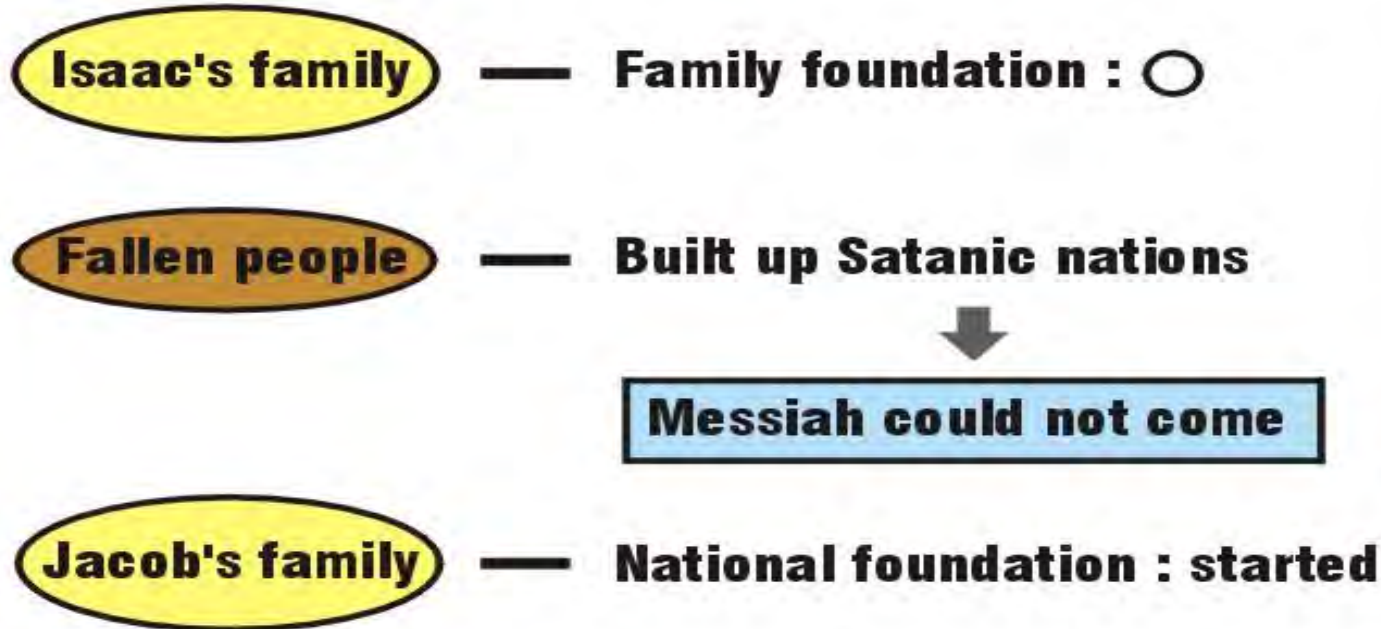 Isaac's family — Family foundation : ○
Fallen people — Built up Satanic nations
Messiah could not come
Jacob's family — National foundation : started